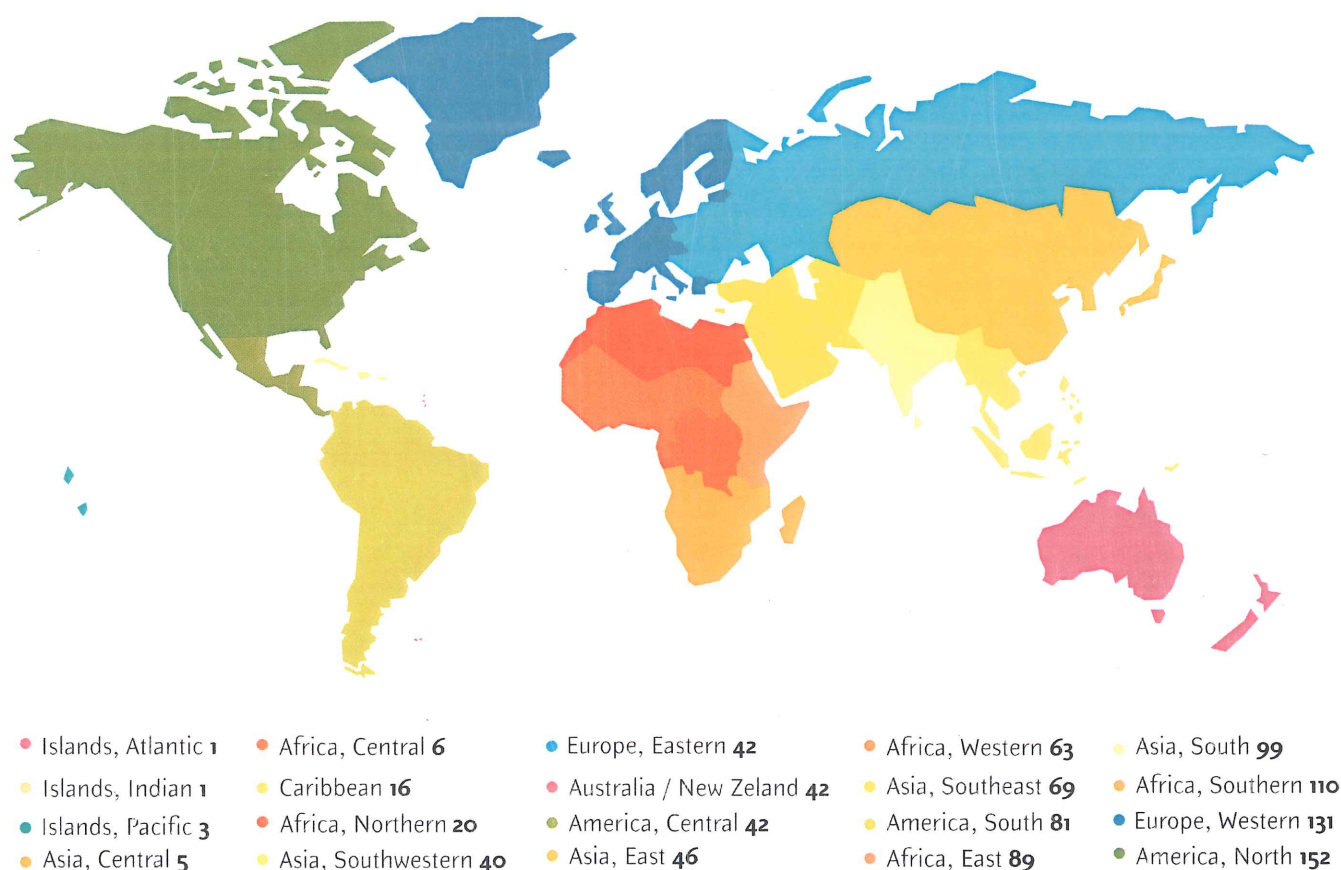 Islands, Atlantic 1
Islands, Indian 1
Islands, Pacific 3
Asia, Central 5
Africa, Central 6
Caribbean 16
Africa, Northern 20
Asia, Southwestern 40
Europe, Eastern 42
Australia / New Zeland 42
America, Central 42
Asia, East 46
Africa, Western 63
Asia, Southeast 69
America, South 81
Africa, East 89
Asia, South 99
Africa, Southern 110
Europe, Western 131
America, North 152